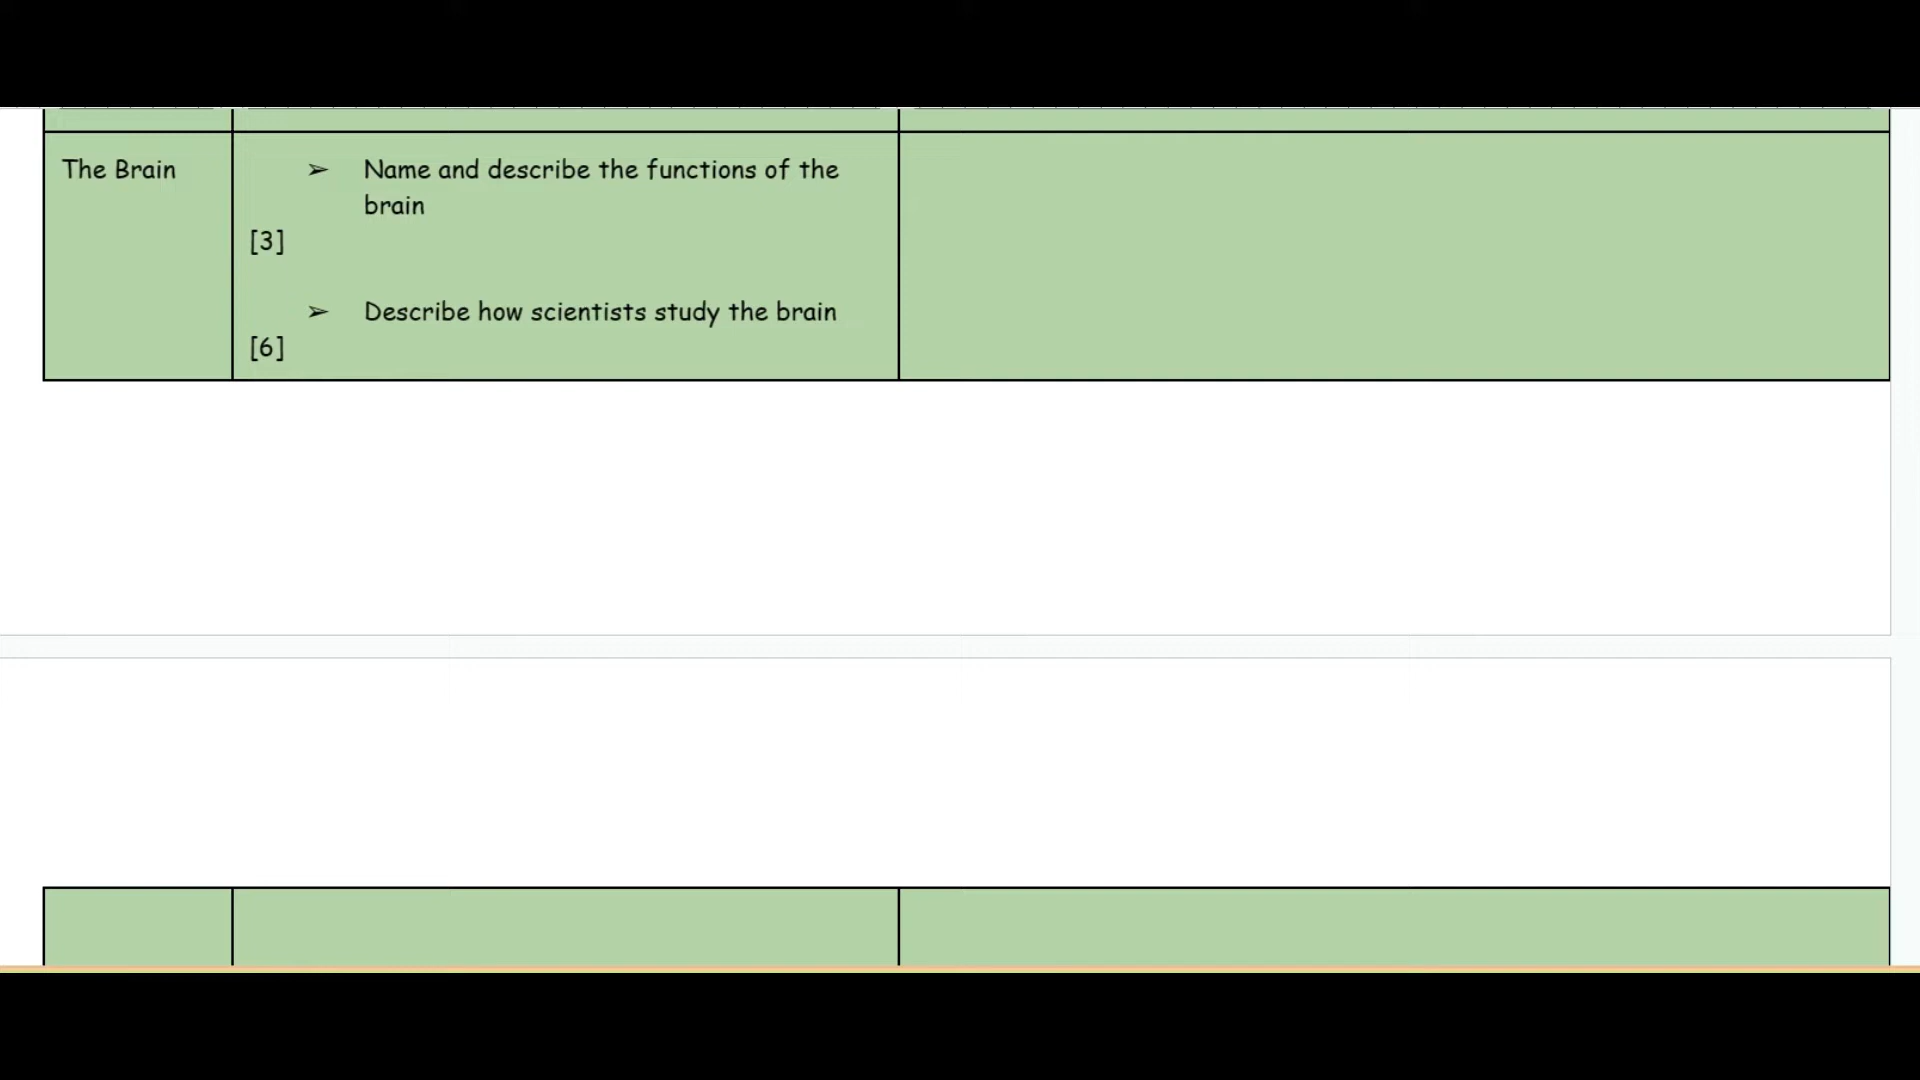 The Brain
➢ Name and describe the functions of the
brain
[3]
➢ Describe how scientists study the brain
[6]